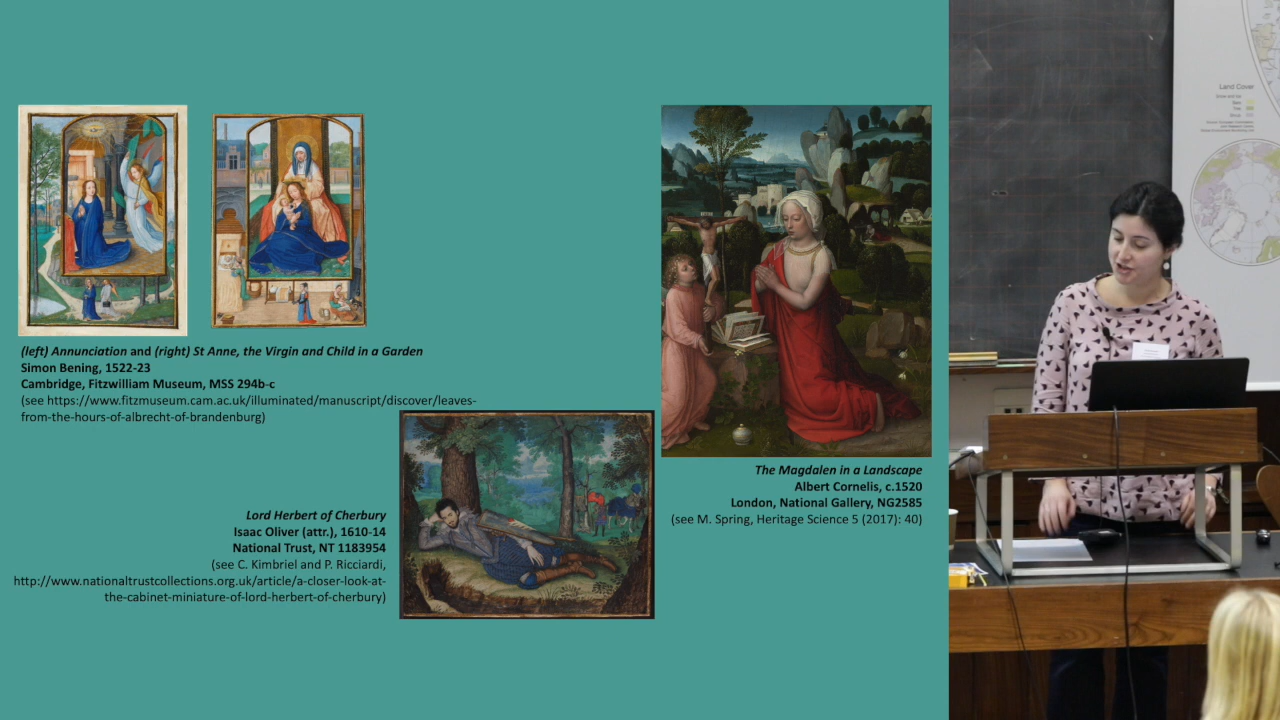 (left) Annunciation and (right) St Anne, the Virgin and Child in a Garden
Simon Bening, 1522-23
Cambridge, Fitzwilliam Museum, MSS 294b-c
(see https://www.fitzmuseum.cam.ac.uk/illuminated/manuscript/discover/leaves-
from-the-hours-of-albrecht-of-brandenburg)
Lord Herbert of Cherbury
Isaac Oliver (attr.), 1610-14
National Trust, NT 1183954
(see C. Kimbriel and P. Ricciardi,
http://www.nationaltrustcollections.org.uk/article/a-closer-look-at-
the-cabinet-miniature-of-lord-herbert-of-cherbury)
The Magdalen in a Landscape
Albert Cornelis, c.1520
London, National Gallery, NG2585
(see M. Spring, Heritage Science 5 (2017): 40)
Land Cover